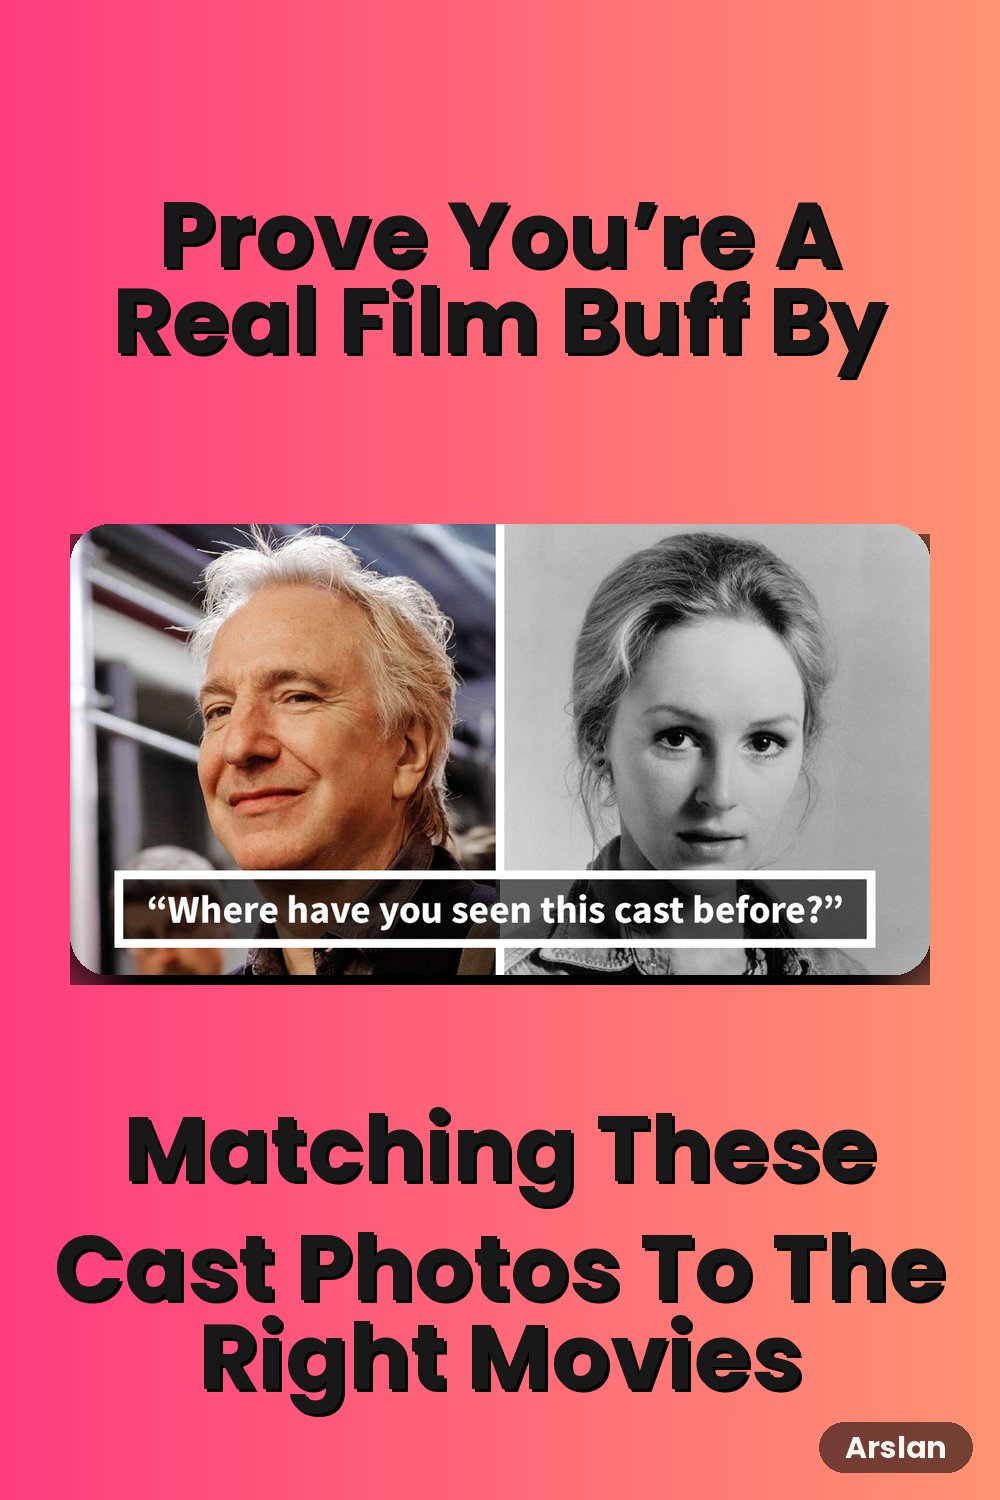 Prove You’re A
Real Film Buff By
“Where have you seen this cast before?”
Matching These
Cast Photos To The
Right Movies
Arslan